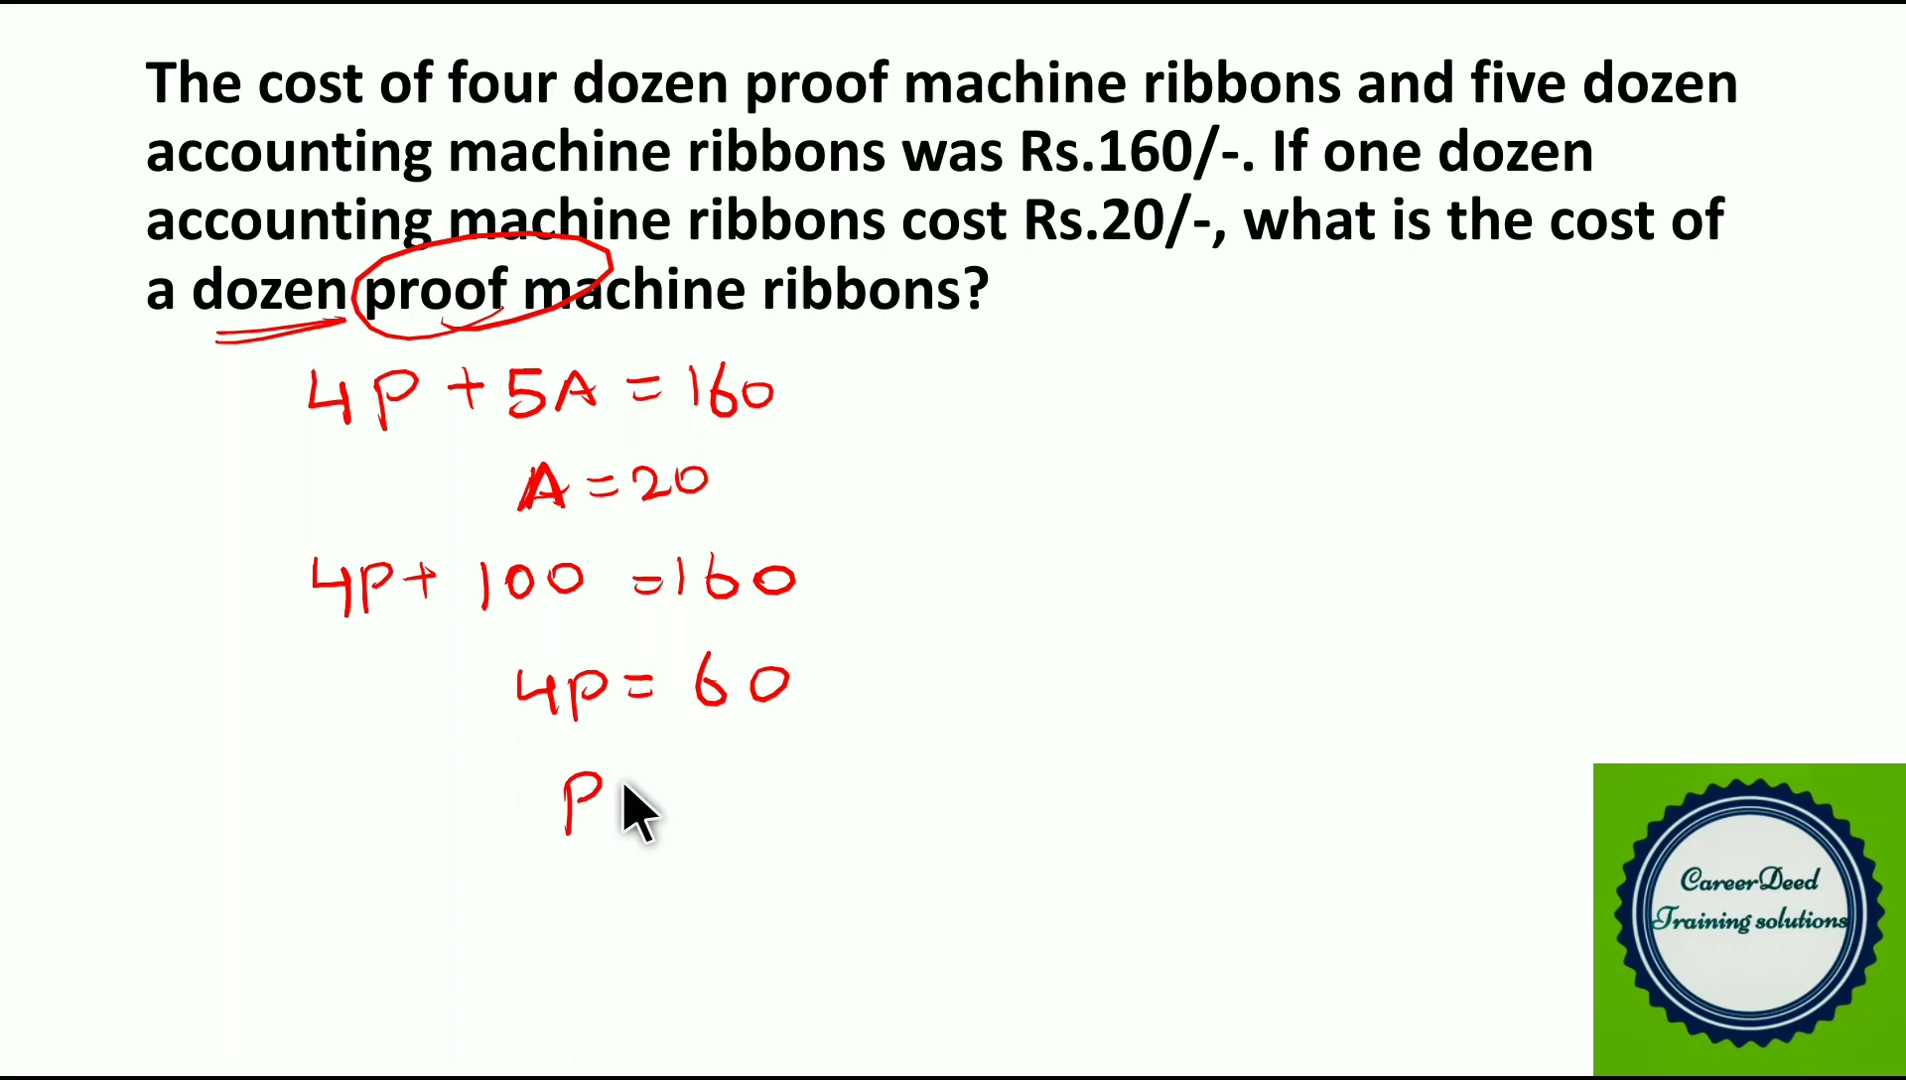 The cost of four dozen proof machine ribbons and five dozen
accounting machine ribbons was Rs.160/-. If one dozen
accounting machine ribbons cost Rs.20/-, what is the cost of
a dozen proof machine ribbons?
4P + 5A = 160
A = 20
4P + 100 = 160
4P = 60
P
CareerDeed
Training solutions